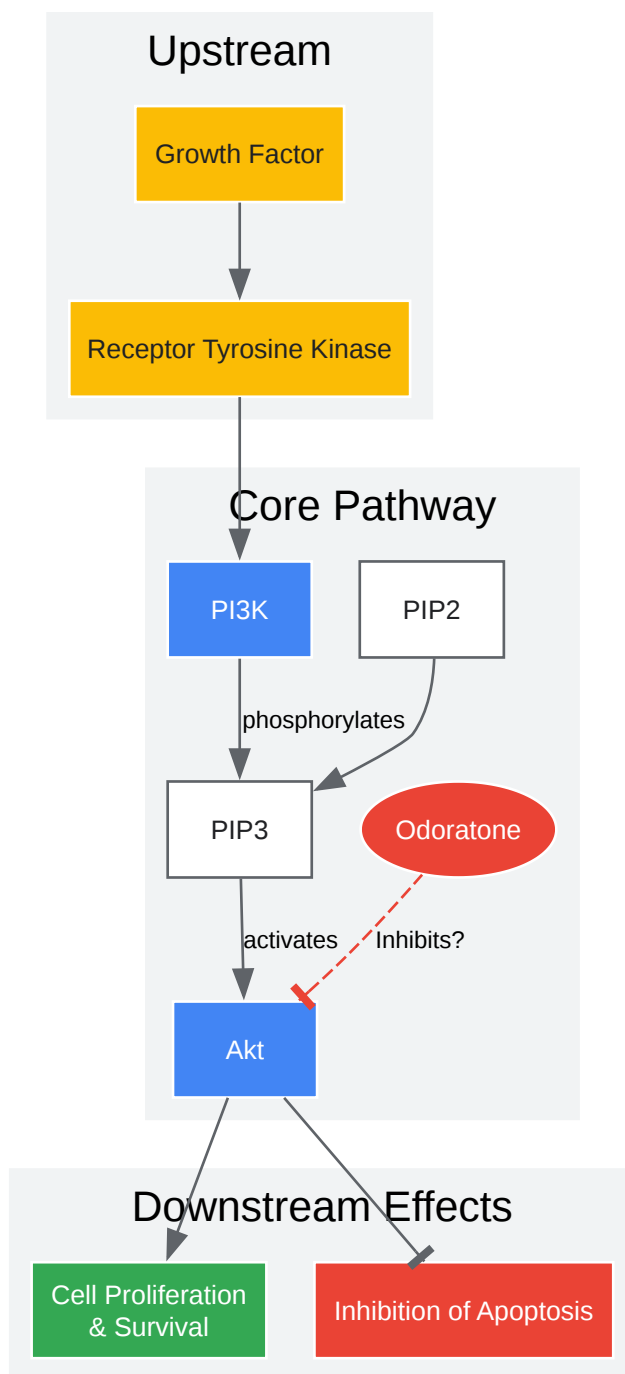 Upstream
Growth Factor
Receptor Tyrosine Kinase
Core Pathway
PI3K
PIP2
phosphorylates
PIP3
Odoratone
activates
Inhibits?
Akt
Downstream Effects
Cell Proliferation
& Survival
Inhibition of Apoptosis